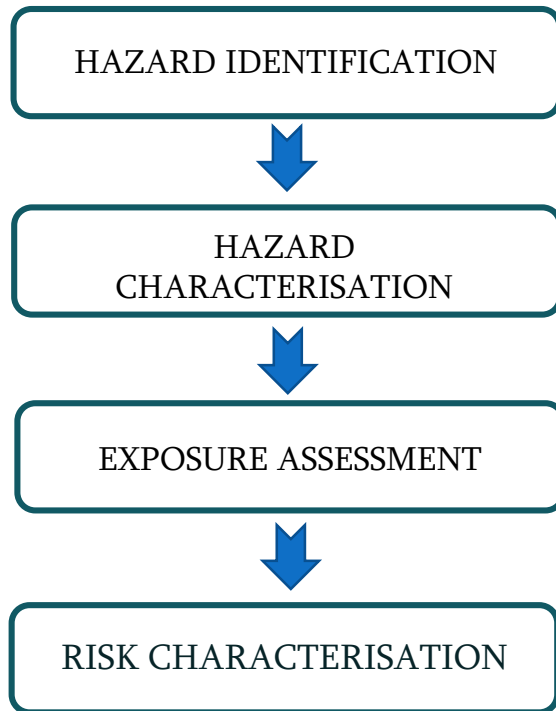 HAZARD IDENTIFICATION
HAZARD
CHARACTERISATION
EXPOSURE ASSESSMENT
RISK CHARACTERISATION